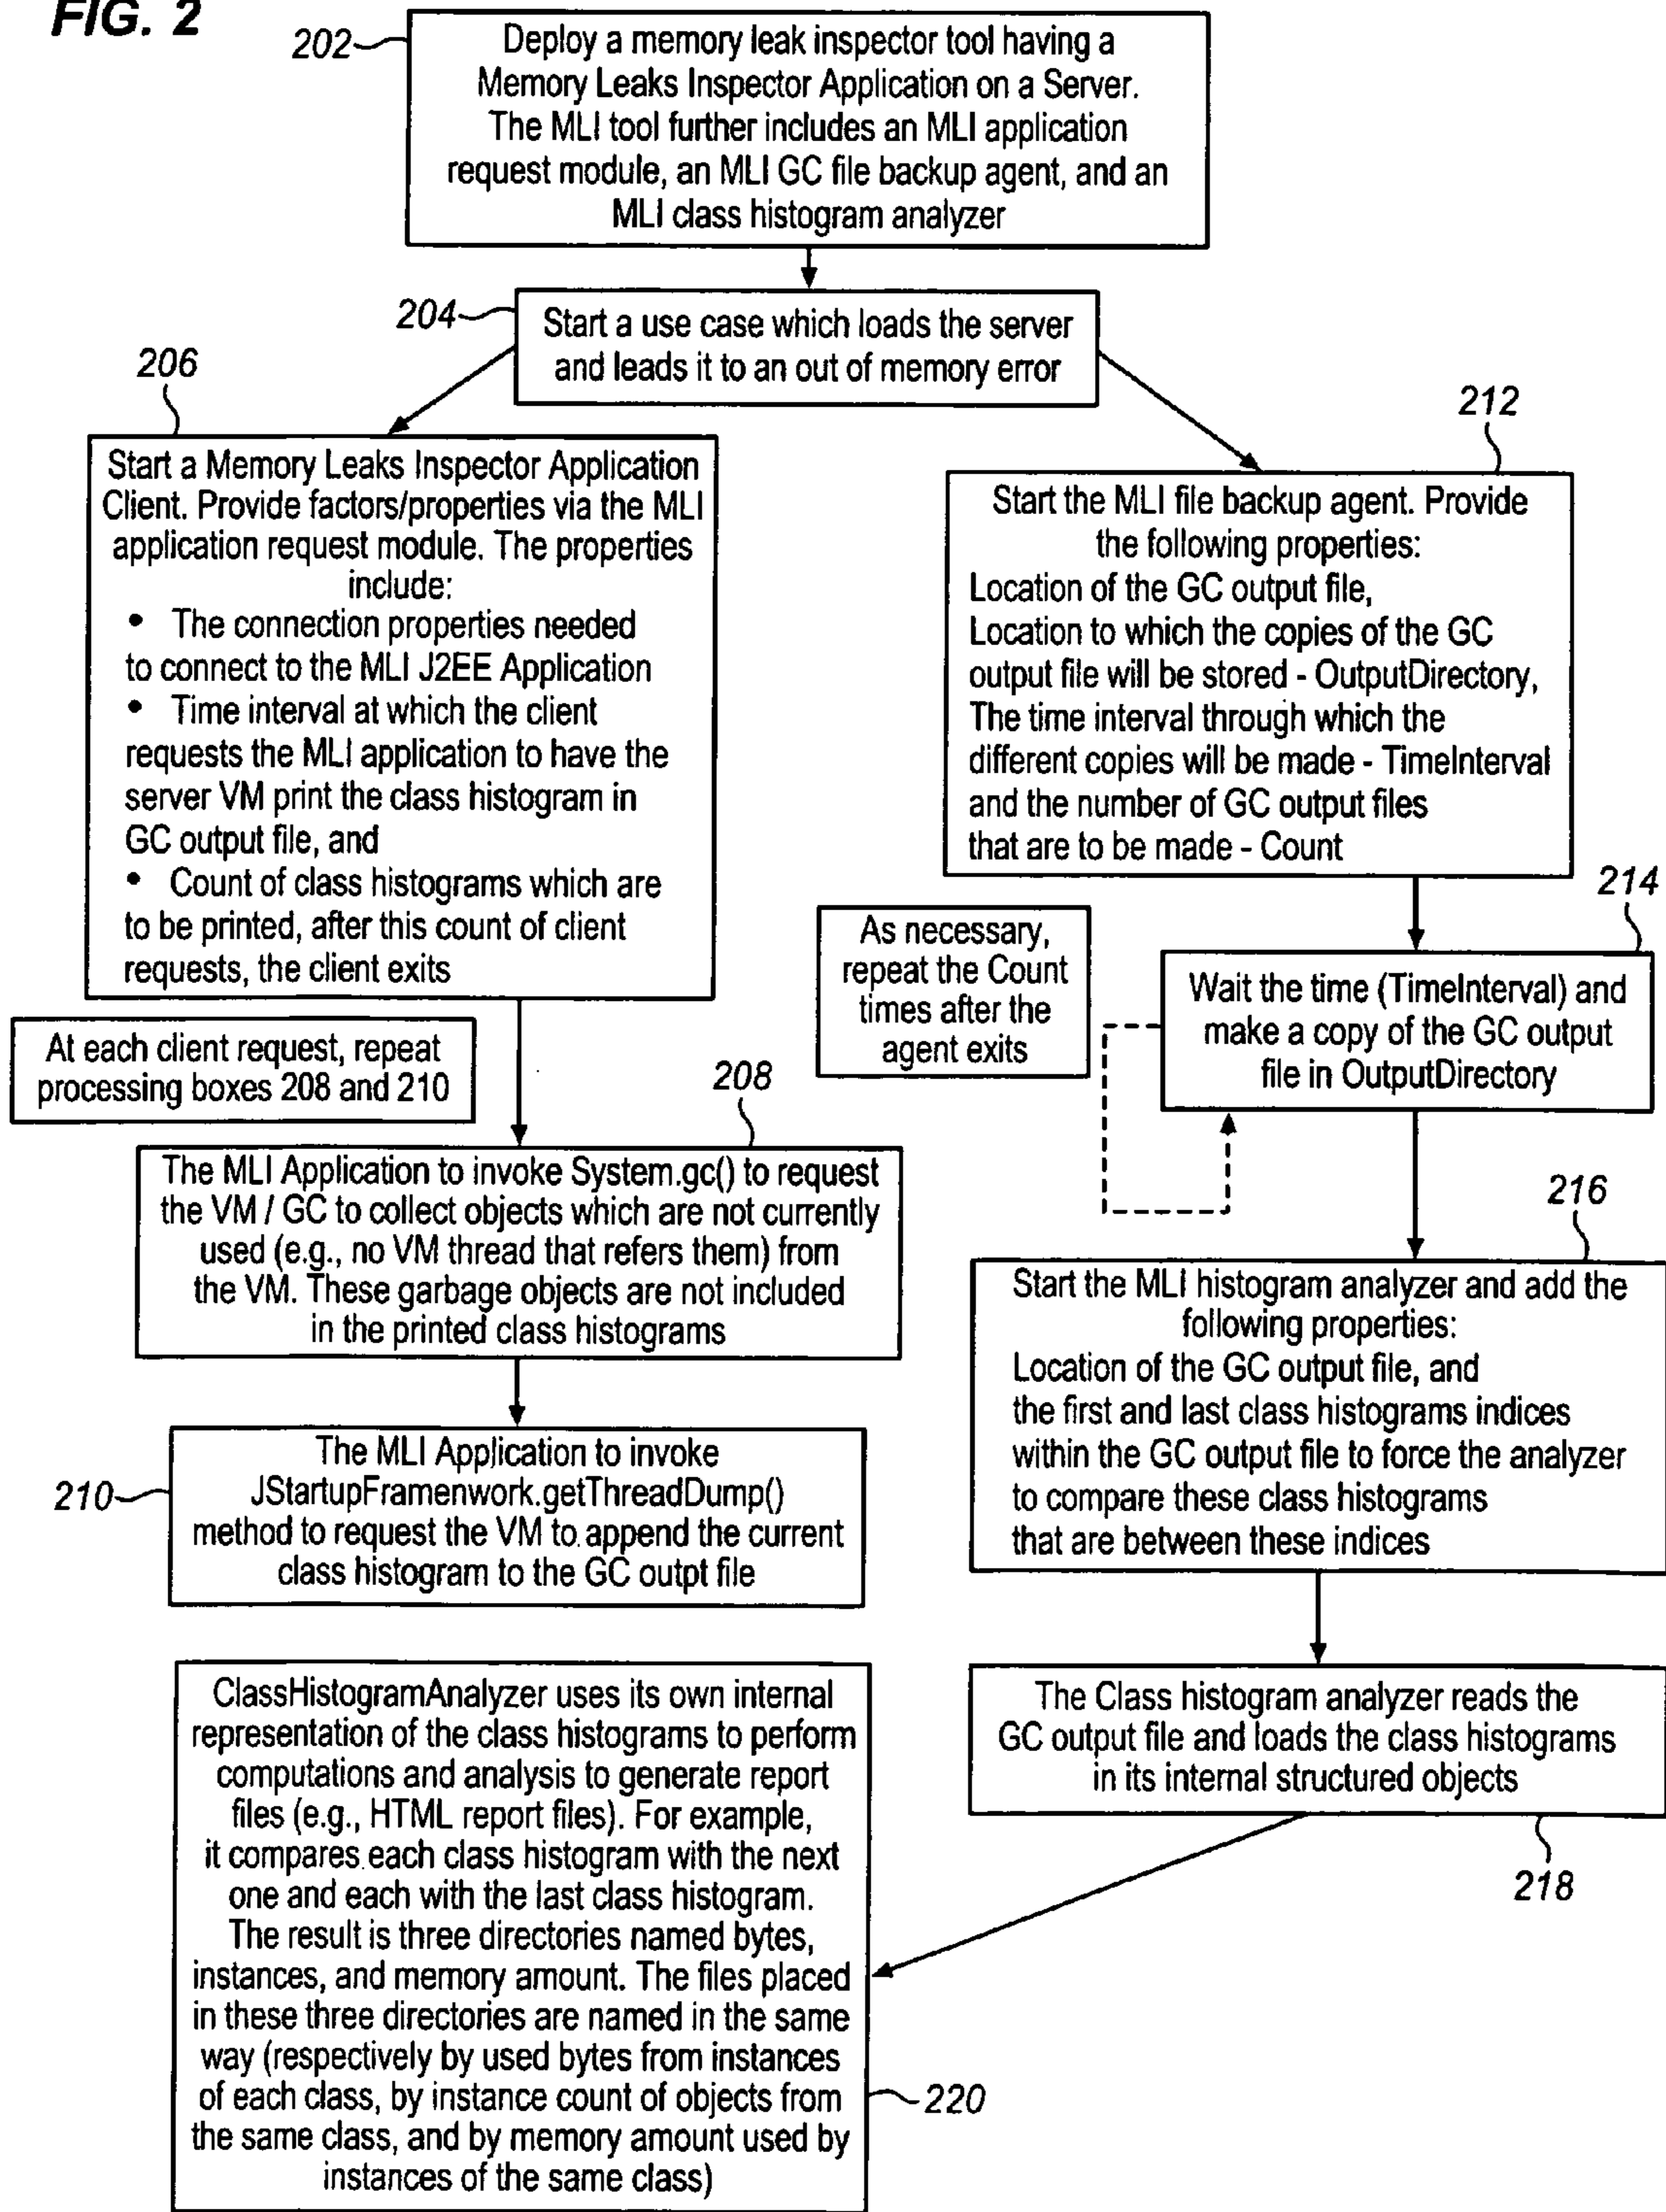 FIG. 2
202
Deploy a memory leak inspector tool having a
Memory Leaks Inspector Application on a Server.
The MLI tool further includes an MLI application
request module, an MLI GC file backup agent, and an
MLI class histogram analyzer
204
Start a use case which loads the server
and leads it to an out of memory error
206
Start a Memory Leaks Inspector Application
Client. Provide factors/properties via the MLI
application request module. The properties
include:
• The connection properties needed
to connect to the MLI J2EE Application
• Time interval at which the client
requests the MLI application to have the
server VM print the class histogram in
GC output file, and
• Count of class histograms which are
to be printed, after this count of client
requests, the client exits
At each client request, repeat
processing boxes 208 and 210
208
The MLI Application to invoke System.gc() to request
the VM / GC to collect objects which are not currently
used (e.g., no VM thread that refers them) from
the VM. These garbage objects are not included
in the printed class histograms
210
The MLI Application to invoke
JStartupFramenwork.getThreadDump()
method to request the VM to append the current
class histogram to the GC outpt file
212
Start the MLI file backup agent. Provide
the following properties:
Location of the GC output file,
Location to which the copies of the GC
output file will be stored - OutputDirectory,
The time interval through which the
different copies will be made - TimeInterval
and the number of GC output files
that are to be made - Count
As necessary,
repeat the Count
times after the
agent exits
214
Wait the time (TimeInterval) and
make a copy of the GC output
file in OutputDirectory
216
Start the MLI histogram analyzer and add the
following properties:
Location of the GC output file, and
the first and last class histograms indices
within the GC output file to force the analyzer
to compare these class histograms
that are between these indices
The Class histogram analyzer reads the
GC output file and loads the class histograms
in its internal structured objects
218
ClassHistogramAnalyzer uses its own internal
representation of the class histograms to perform
computations and analysis to generate report
files (e.g., HTML report files). For example,
it compares each class histogram with the next
one and each with the last class histogram.
The result is three directories named bytes,
instances, and memory amount. The files placed
in these three directories are named in the same
way (respectively by used bytes from instances
of each class, by instance count of objects from
the same class, and by memory amount used by
instances of the same class)
220